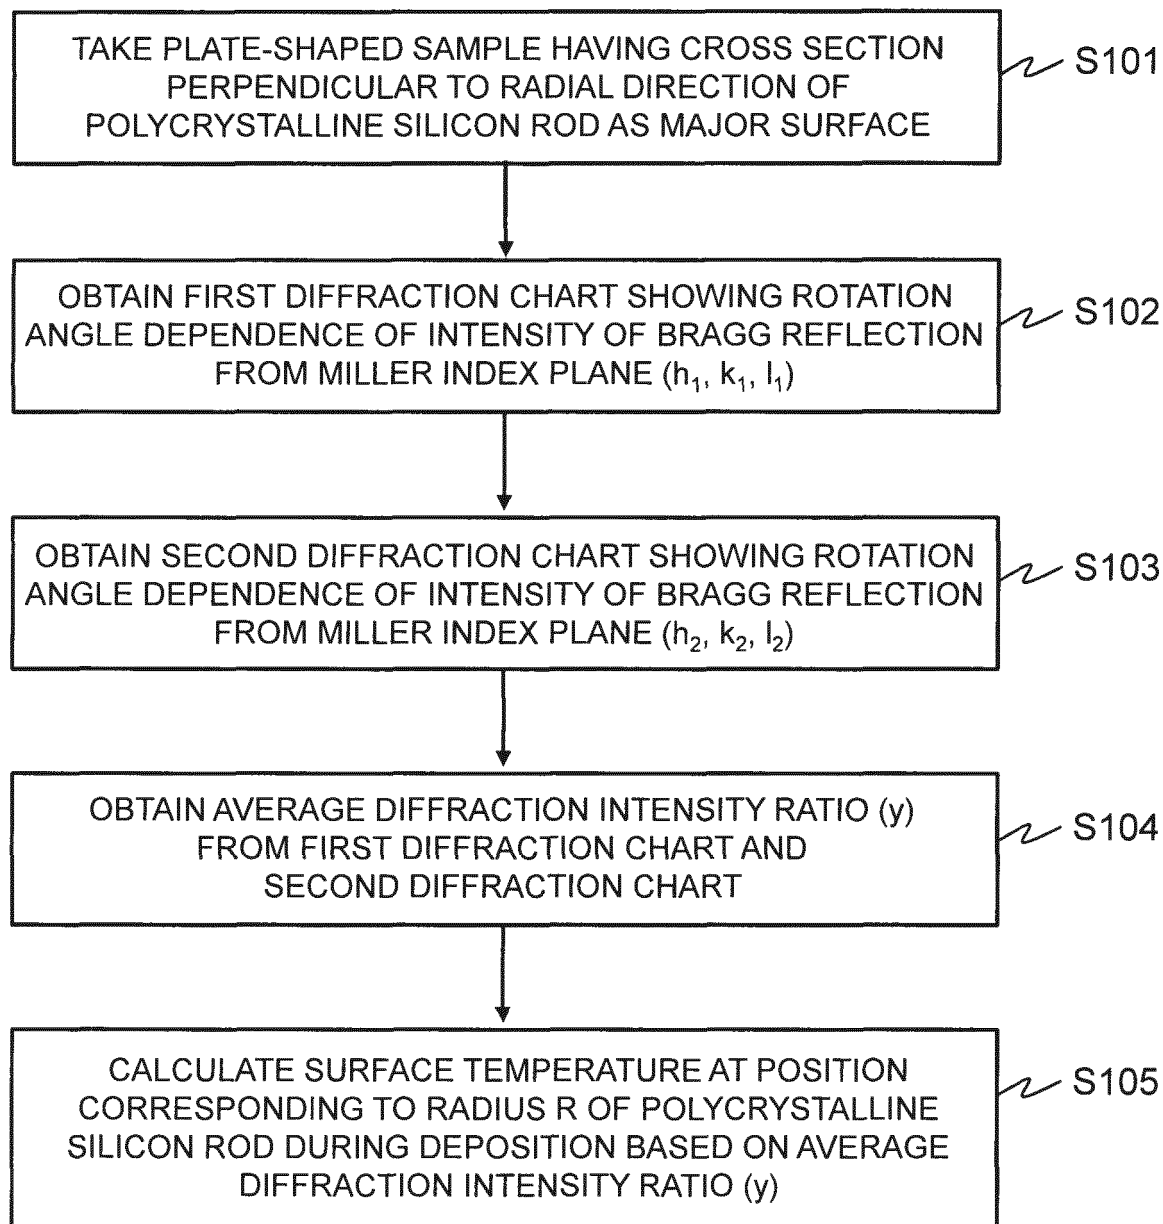 TAKE PLATE-SHAPED SAMPLE HAVING CROSS SECTION
PERPENDICULAR TO RADIAL DIRECTION OF
POLYCRYSTALLINE SILICON ROD AS MAJOR SURFACE
S101
OBTAIN FIRST DIFFRACTION CHART SHOWING ROTATION
ANGLE DEPENDENCE OF INTENSITY OF BRAGG REFLECTION
FROM MILLER INDEX PLANE (h₁, k₁, l₁)
S102
OBTAIN SECOND DIFFRACTION CHART SHOWING ROTATION
ANGLE DEPENDENCE OF INTENSITY OF BRAGG REFLECTION
FROM MILLER INDEX PLANE (h₂, k₂, l₂)
S103
OBTAIN AVERAGE DIFFRACTION INTENSITY RATIO (y)
FROM FIRST DIFFRACTION CHART AND
SECOND DIFFRACTION CHART
S104
CALCULATE SURFACE TEMPERATURE AT POSITION
CORRESPONDING TO RADIUS R OF POLYCRYSTALLINE
SILICON ROD DURING DEPOSITION BASED ON AVERAGE
DIFFRACTION INTENSITY RATIO (y)
S105